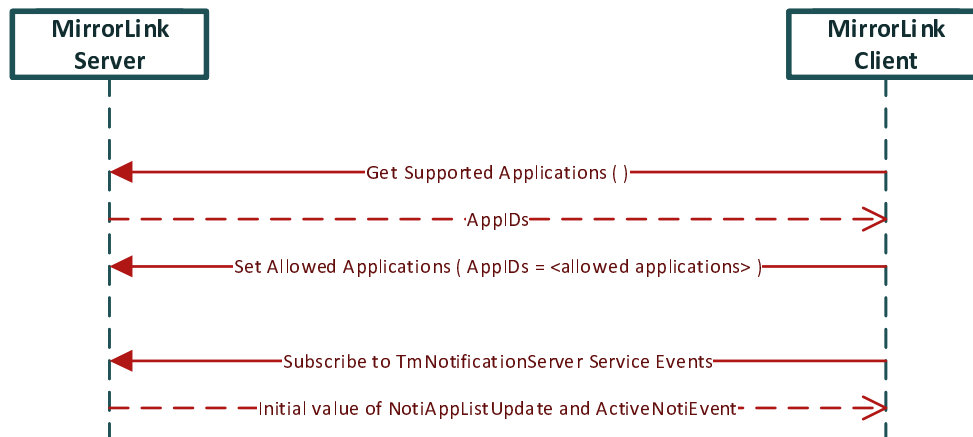 MirrorLink
Server
MirrorLink
Client
Get Supported Applications ( )
AppIDs
Set Allowed Applications ( AppIDs = <allowed applications> )
Subscribe to TmNotificationServer Service Events
Initial value of NotiAppListUpdate and ActiveNotiEvent